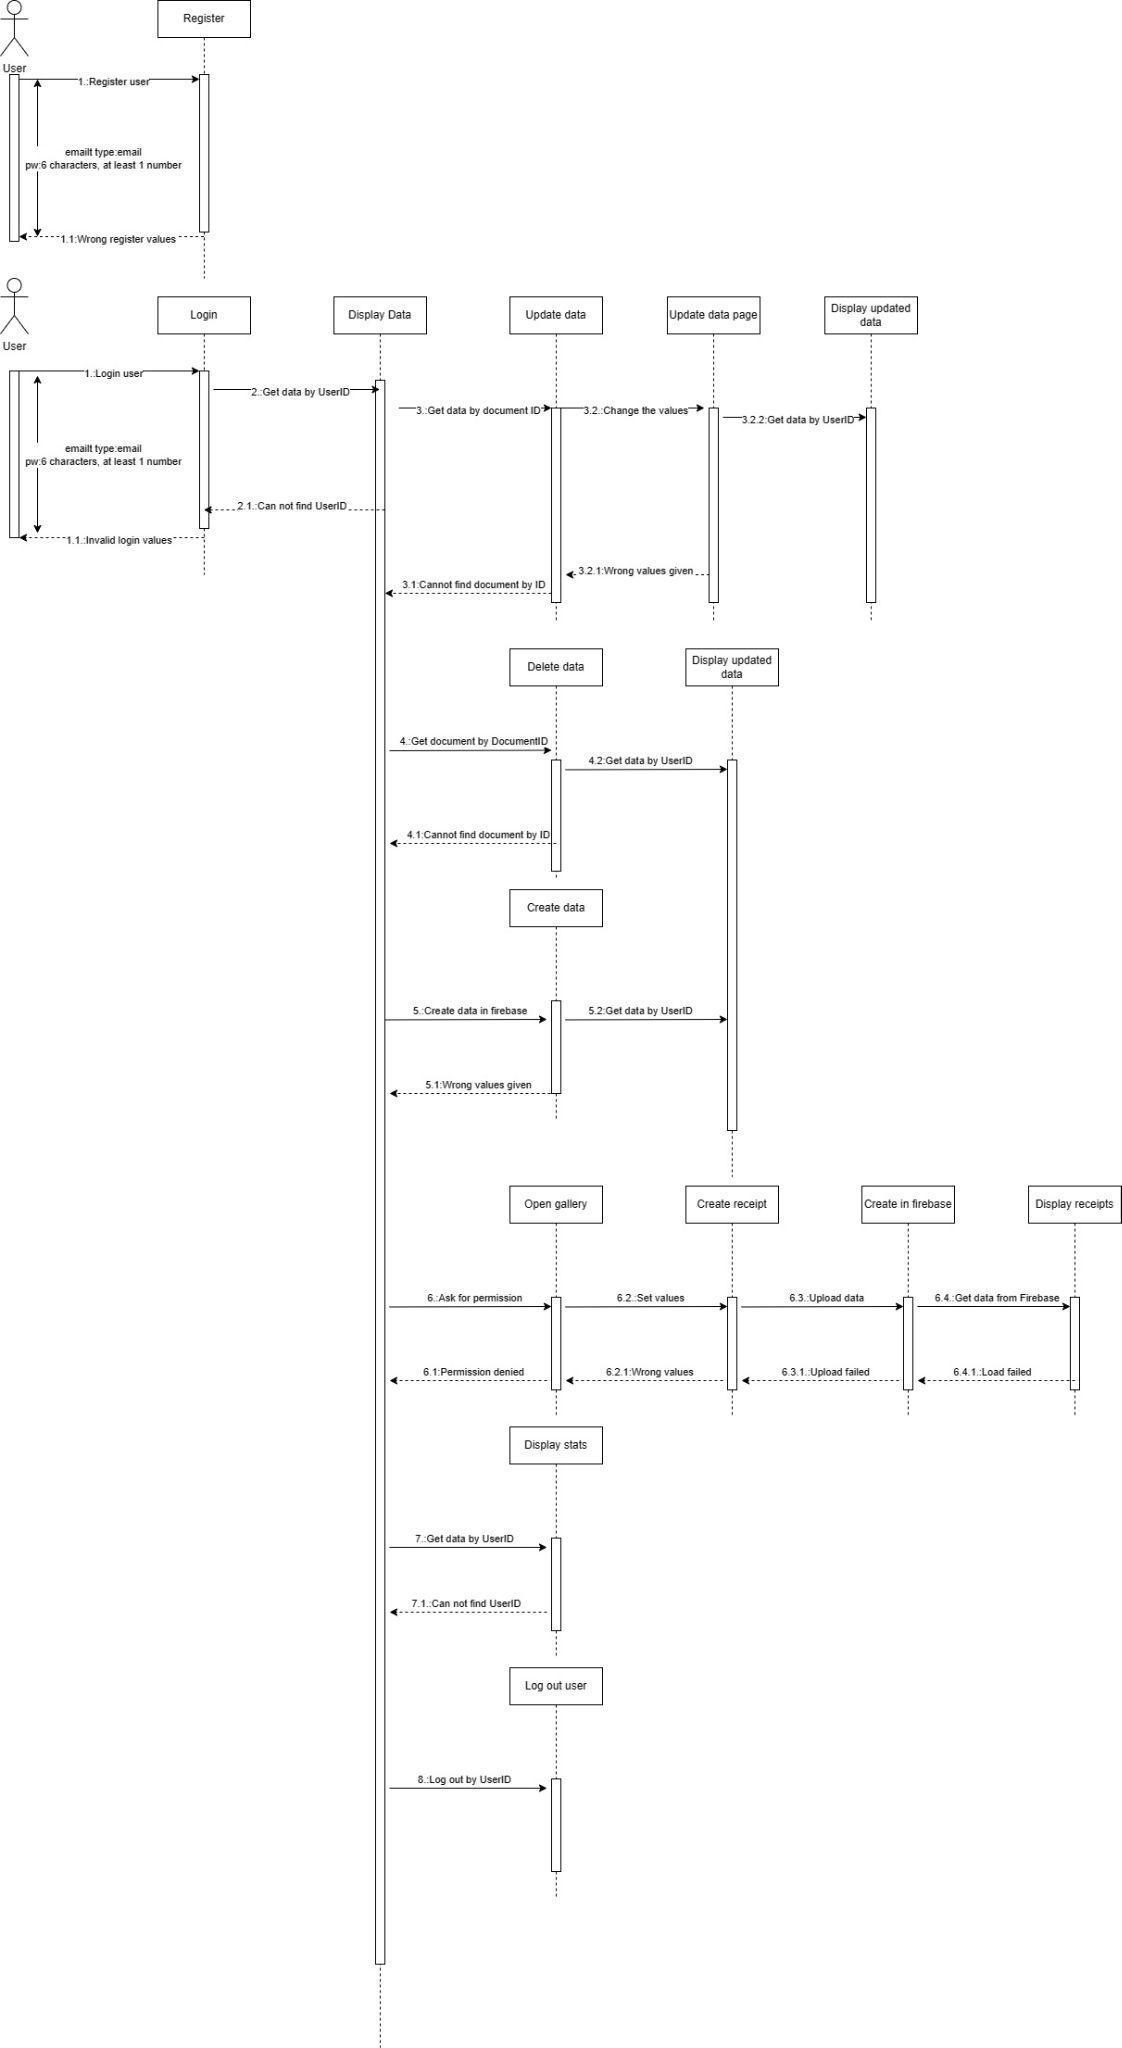 Register
User
1.:Register user
emailt type:email
pw:6 characters, at least 1 number
1.1:Wrong register values
User
Login
Display Data
Update data
Update data page
Display updated
data
1.:Login user
2.:Get data by UserID
3.:Get data by document ID
3.2.:Change the values
3.2.2:Get data by UserID
emailt type:email
pw:6 characters, at least 1 number
2.1.:Can not find UserID
1.1.:Invalid login values
3.2.1:Wrong values given
3.1:Cannot find document by ID
Delete data
Display updated
data
4.:Get document by DocumentID
4.2:Get data by UserID
4.1:Cannot find document by ID
Create data
5.:Create data in firebase
5.2:Get data by UserID
5.1:Wrong values given
Open gallery
Create receipt
Create in firebase
Display receipts
6.:Ask for permission
6.2.:Set values
6.3.:Upload data
6.4.:Get data from Firebase
6.1:Permission denied
6.2.1:Wrong values
6.3.1.:Upload failed
6.4.1.:Load failed
Display stats
7.:Get data by UserID
7.1.:Can not find UserID
Log out user
8.:Log out by UserID